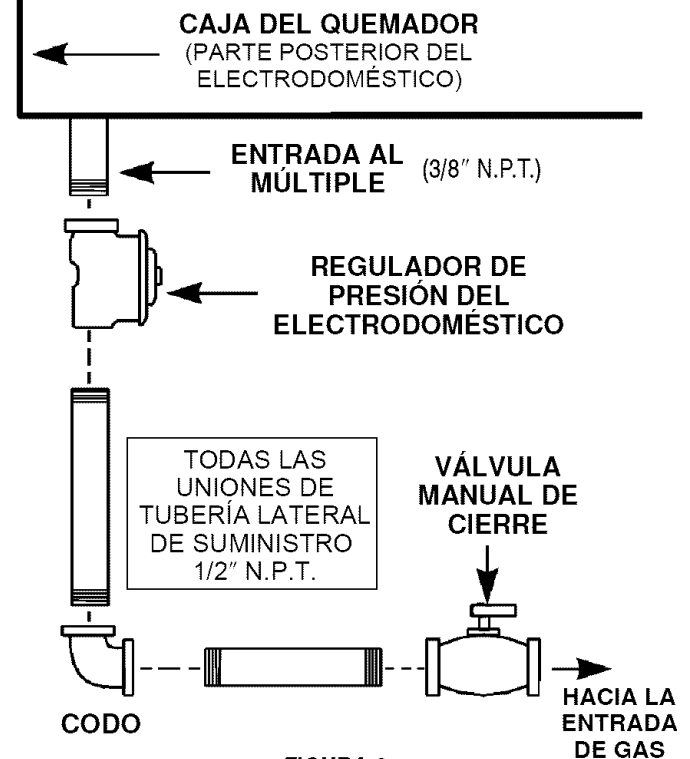 CAJA DEL QUEMADOR
(PARTE POSTERIOR DEL
ELECTRODOMÉSTICO)
ENTRADA AL
MÚLTIPLE
(3/8″ N.P.T.)
REGULADOR DE
PRESIÓN DEL
ELECTRODOMÉSTICO
TODAS LAS
UNIONES DE
TUBERÍA LATERAL
DE SUMINISTRO
1/2″ N.P.T.
VÁLVULA
MANUAL DE
CIERRE
CODO
HACIA LA
ENTRADA
DE GAS
FIGURA